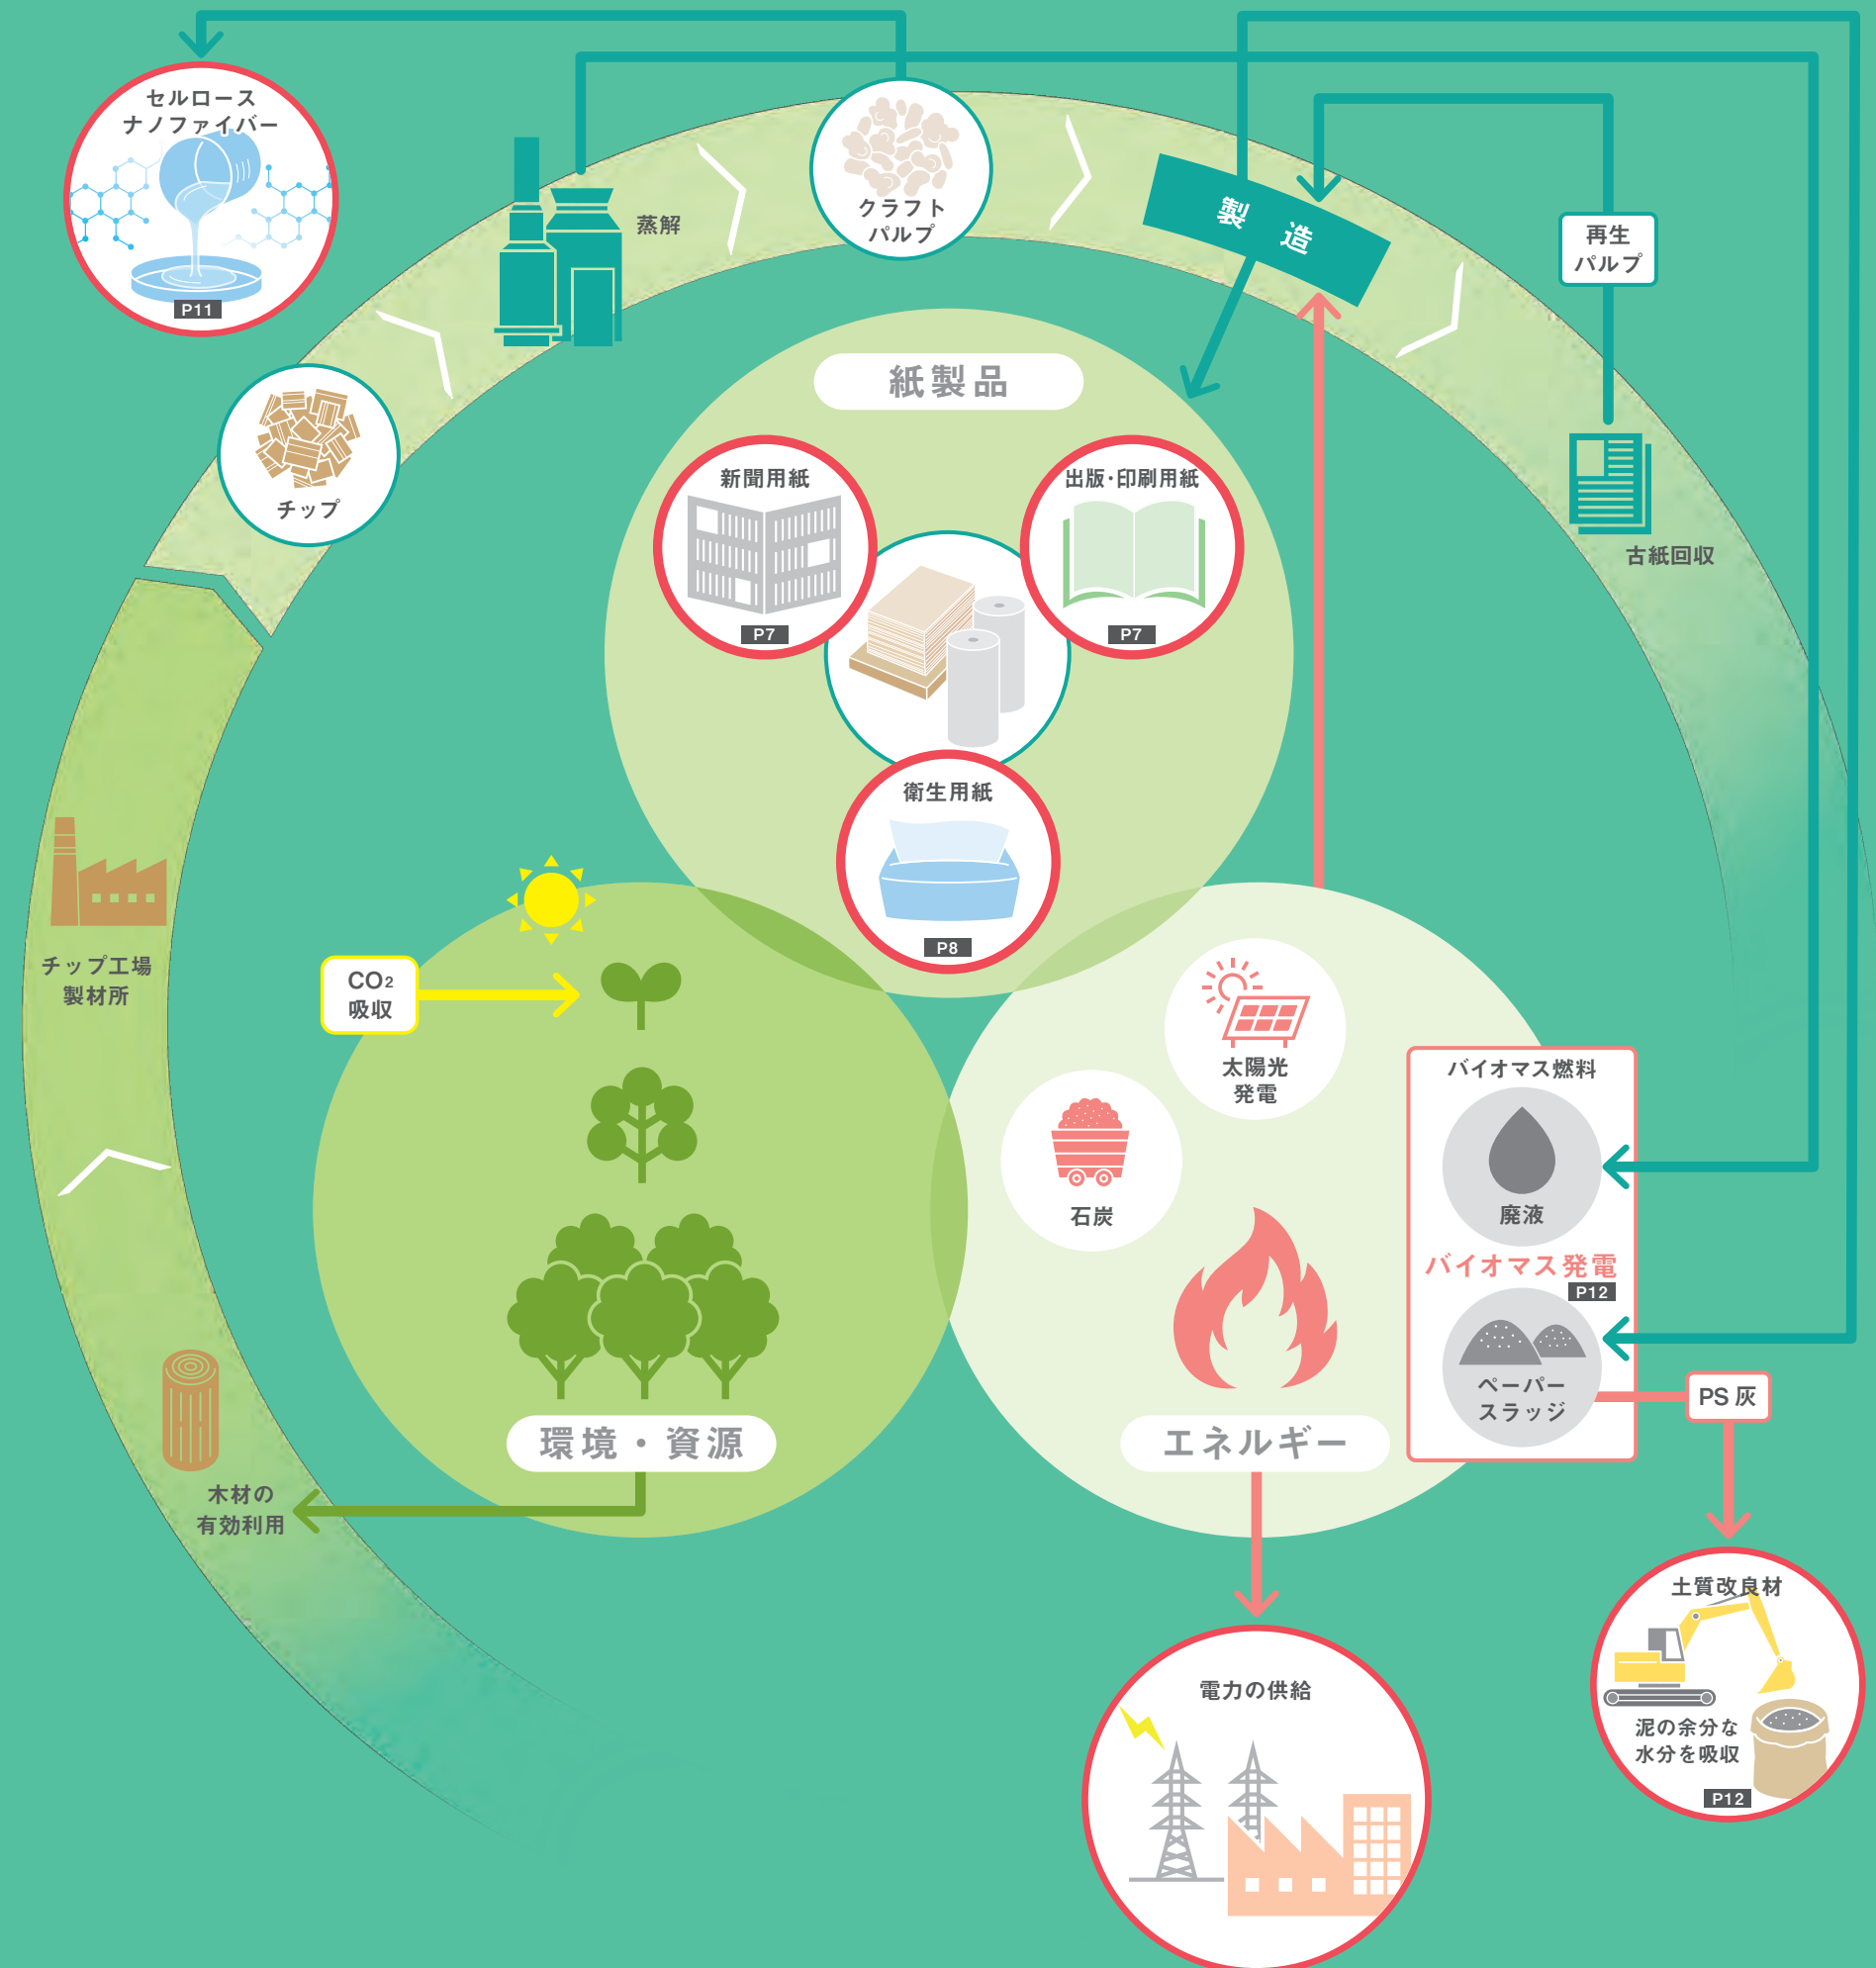 セルロース
ナノファイバー
P11
蒸解
クラフト
パルプ
製造
再生
パルプ
チップ
紙製品
新聞用紙
P7
出版・印刷用紙
P7
古紙回収
衛生用紙
P8
チップ工場
製材所
CO₂
吸収
太陽光
発電
石炭
バイオマス燃料
廃液
バイオマス発電
P12
ペーパー
スラッジ
PS 灰
環境・資源
エネルギー
木材の
有効利用
電力の供給
土質改良材
泥の余分な
水分を吸収
P12